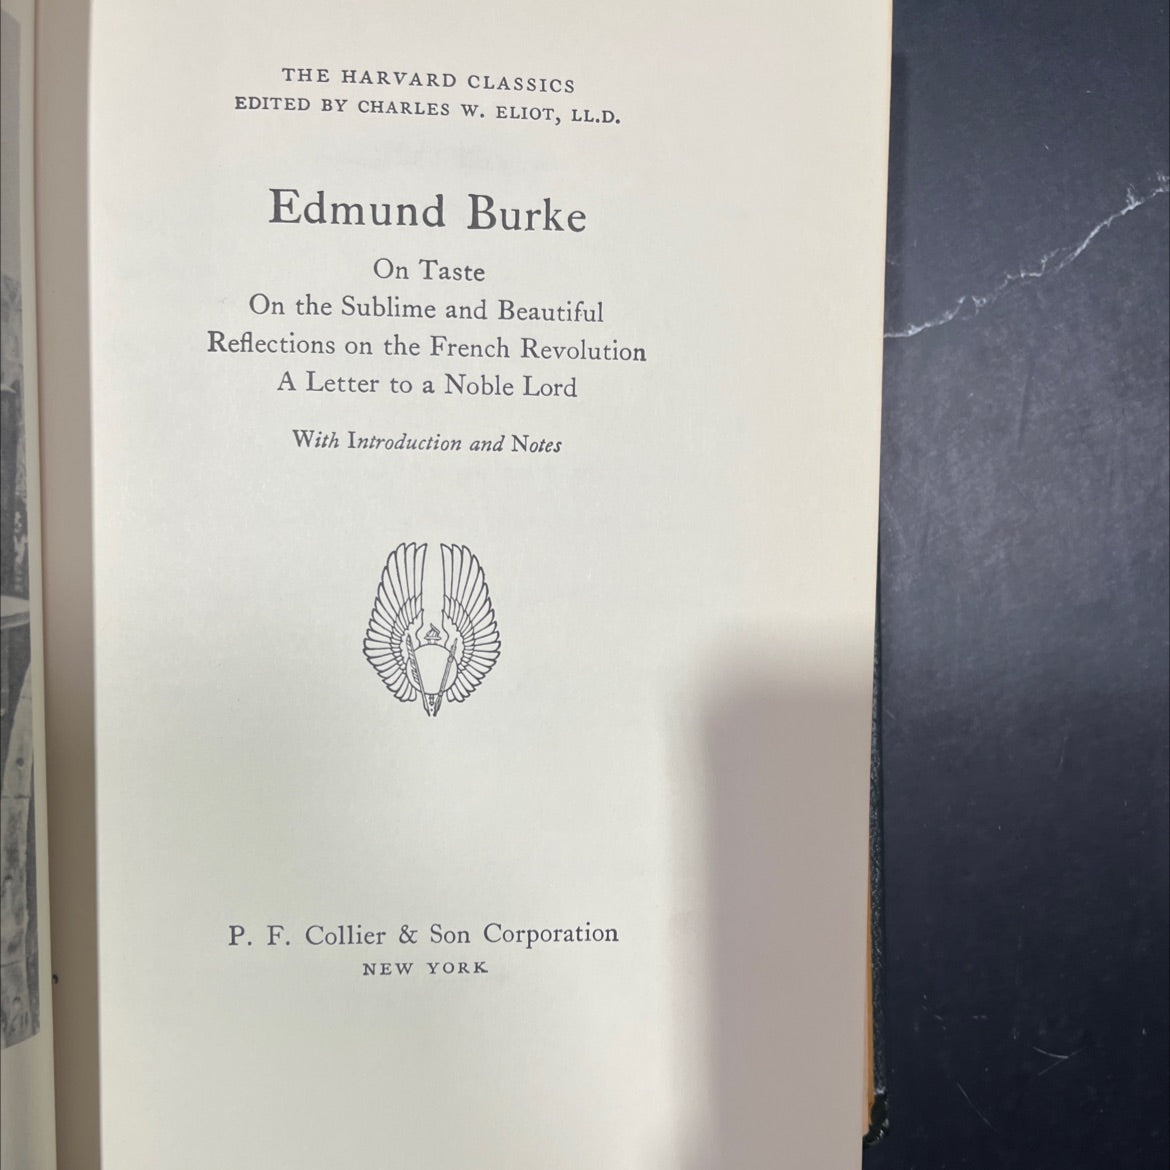 THE HARVARD CLASSICS
EDITED BY CHARLES W. ELIOT, LL.D.
Edmund Burke
On Taste
On the Sublime and Beautiful
Reflections on the French Revolution
A Letter to a Noble Lord
With Introduction and Notes
P. F. Collier & Son Corporation
NEW YORK